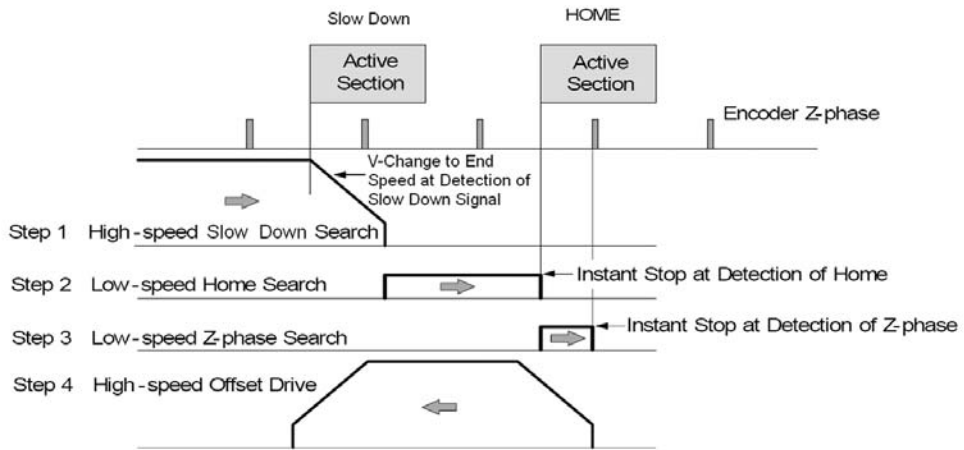 Slow Down
HOME
Active
Section
Active
Section
Encoder Z-phase
V-Change to End
Speed at Detection of
Slow Down Signal
Step 1 High-speed Slow Down Search
Instant Stop at Detection of Home
Step 2 Low-speed Home Search
Instant Stop at Detection of Z-phase
Step 3 Low-speed Z-phase Search
Step 4 High-speed Offset Drive